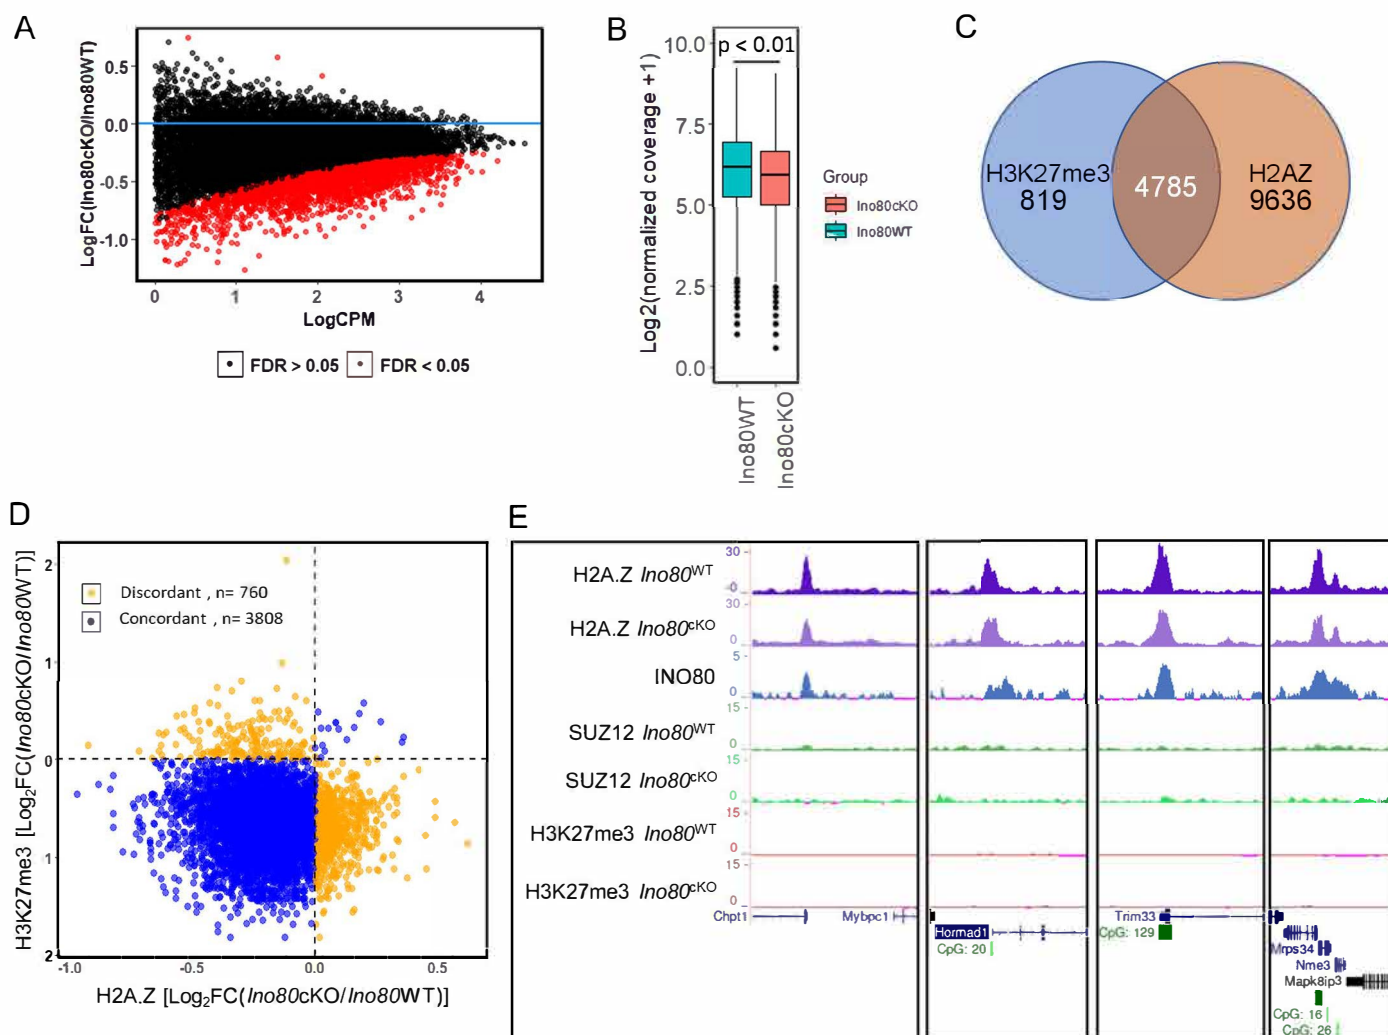 A
LogFC(Ino80cKO/Ino80WT)
0.5
0.0
-0.5
-1.0
0 1 2 3 4
LogCPM
FDR > 0.05 FDR < 0.05
B
Log2(normalized coverage +1)
10.0
7.5
5.0
2.5
0.0
p < 0.01
Ino80WT
Ino80cKO
Group
Ino80cKO
Ino80WT
C
H3K27me3
819
4785
H2AZ
9636
D
H3K27me3 [Log2FC(Ino80cKO/Ino80WT)]
2
1
0
1
2
Discordant , n= 760
Concordant , n= 3808
-1.0 -0.5 0.0 0.5
H2A.Z [Log2FC(Ino80cKO/Ino80WT)]
E
H2A.Z Ino80WT
30
0
H2A.Z Ino80cKO
30
0
INO80
5
0
SUZ12 Ino80WT
15
0
SUZ12 Ino80cKO
15
0
H3K27me3 Ino80WT
15
0
H3K27me3 Ino80cKO
15
0
Chpt1 Mybpc1
Hormad1
CpG: 20
Trim33
CpG: 129
Mrps34
Nme3
Mapk8ip3
CpG: 16
CpG: 26